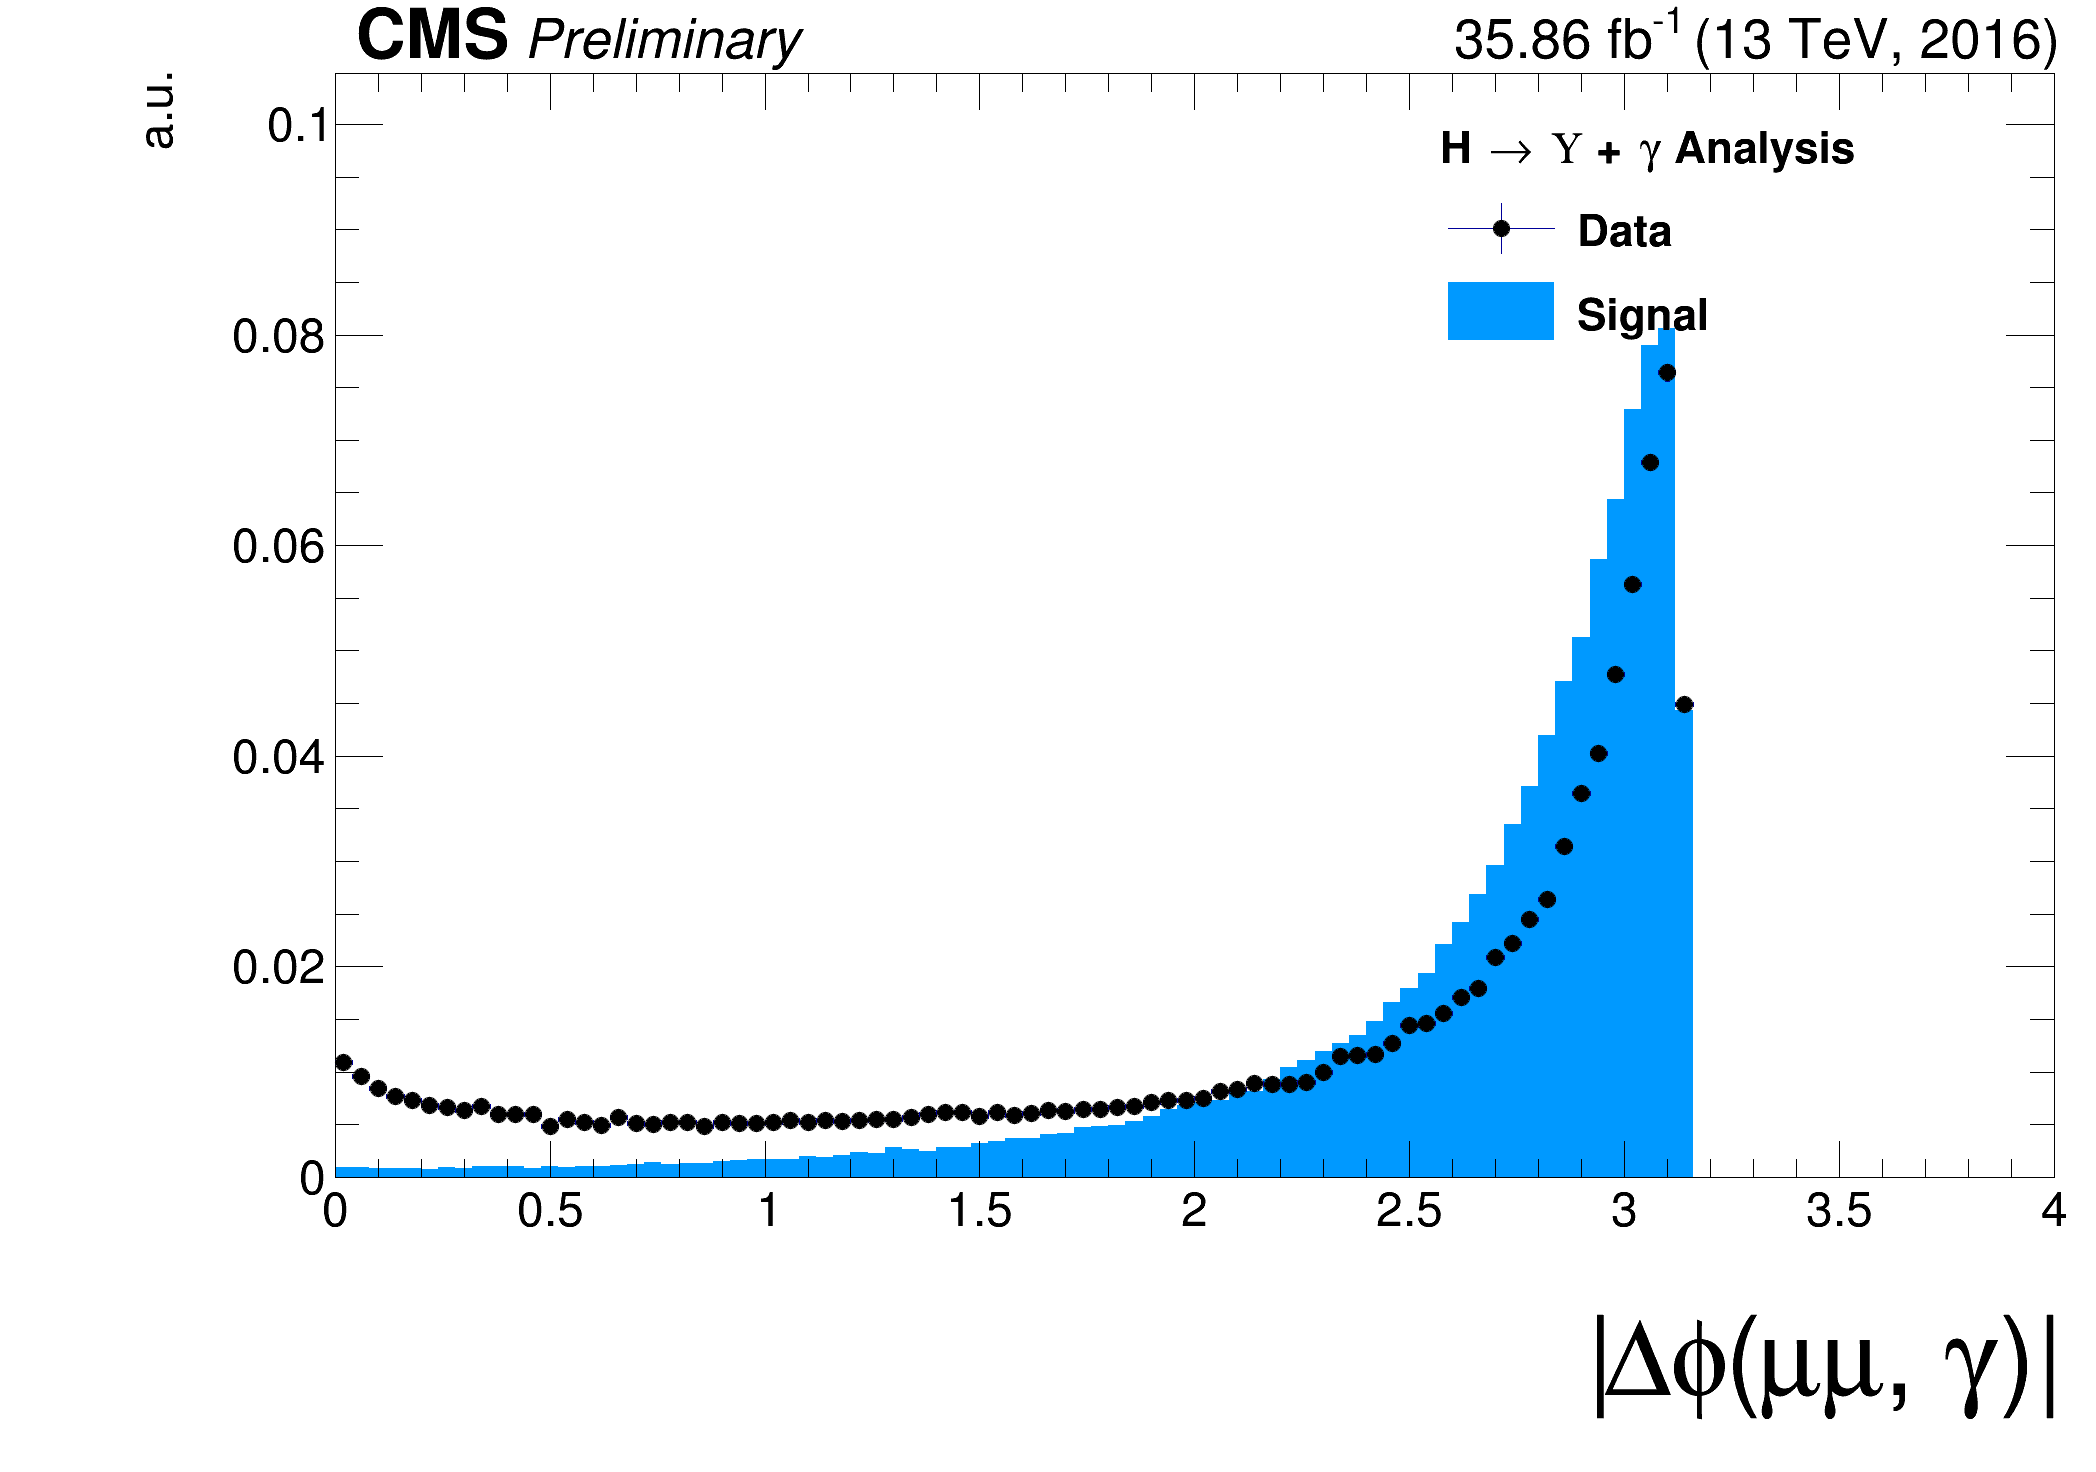 CMS Preliminary 35.86 fb⁻¹ (13 TeV, 2016)
a.u.
H → Υ + γ Analysis
Data
Signal
0.1
0.08
0.06
0.04
0.02
0
0 0.5 1 1.5 2 2.5 3 3.5 4
|Δϕ(μμ, γ)|